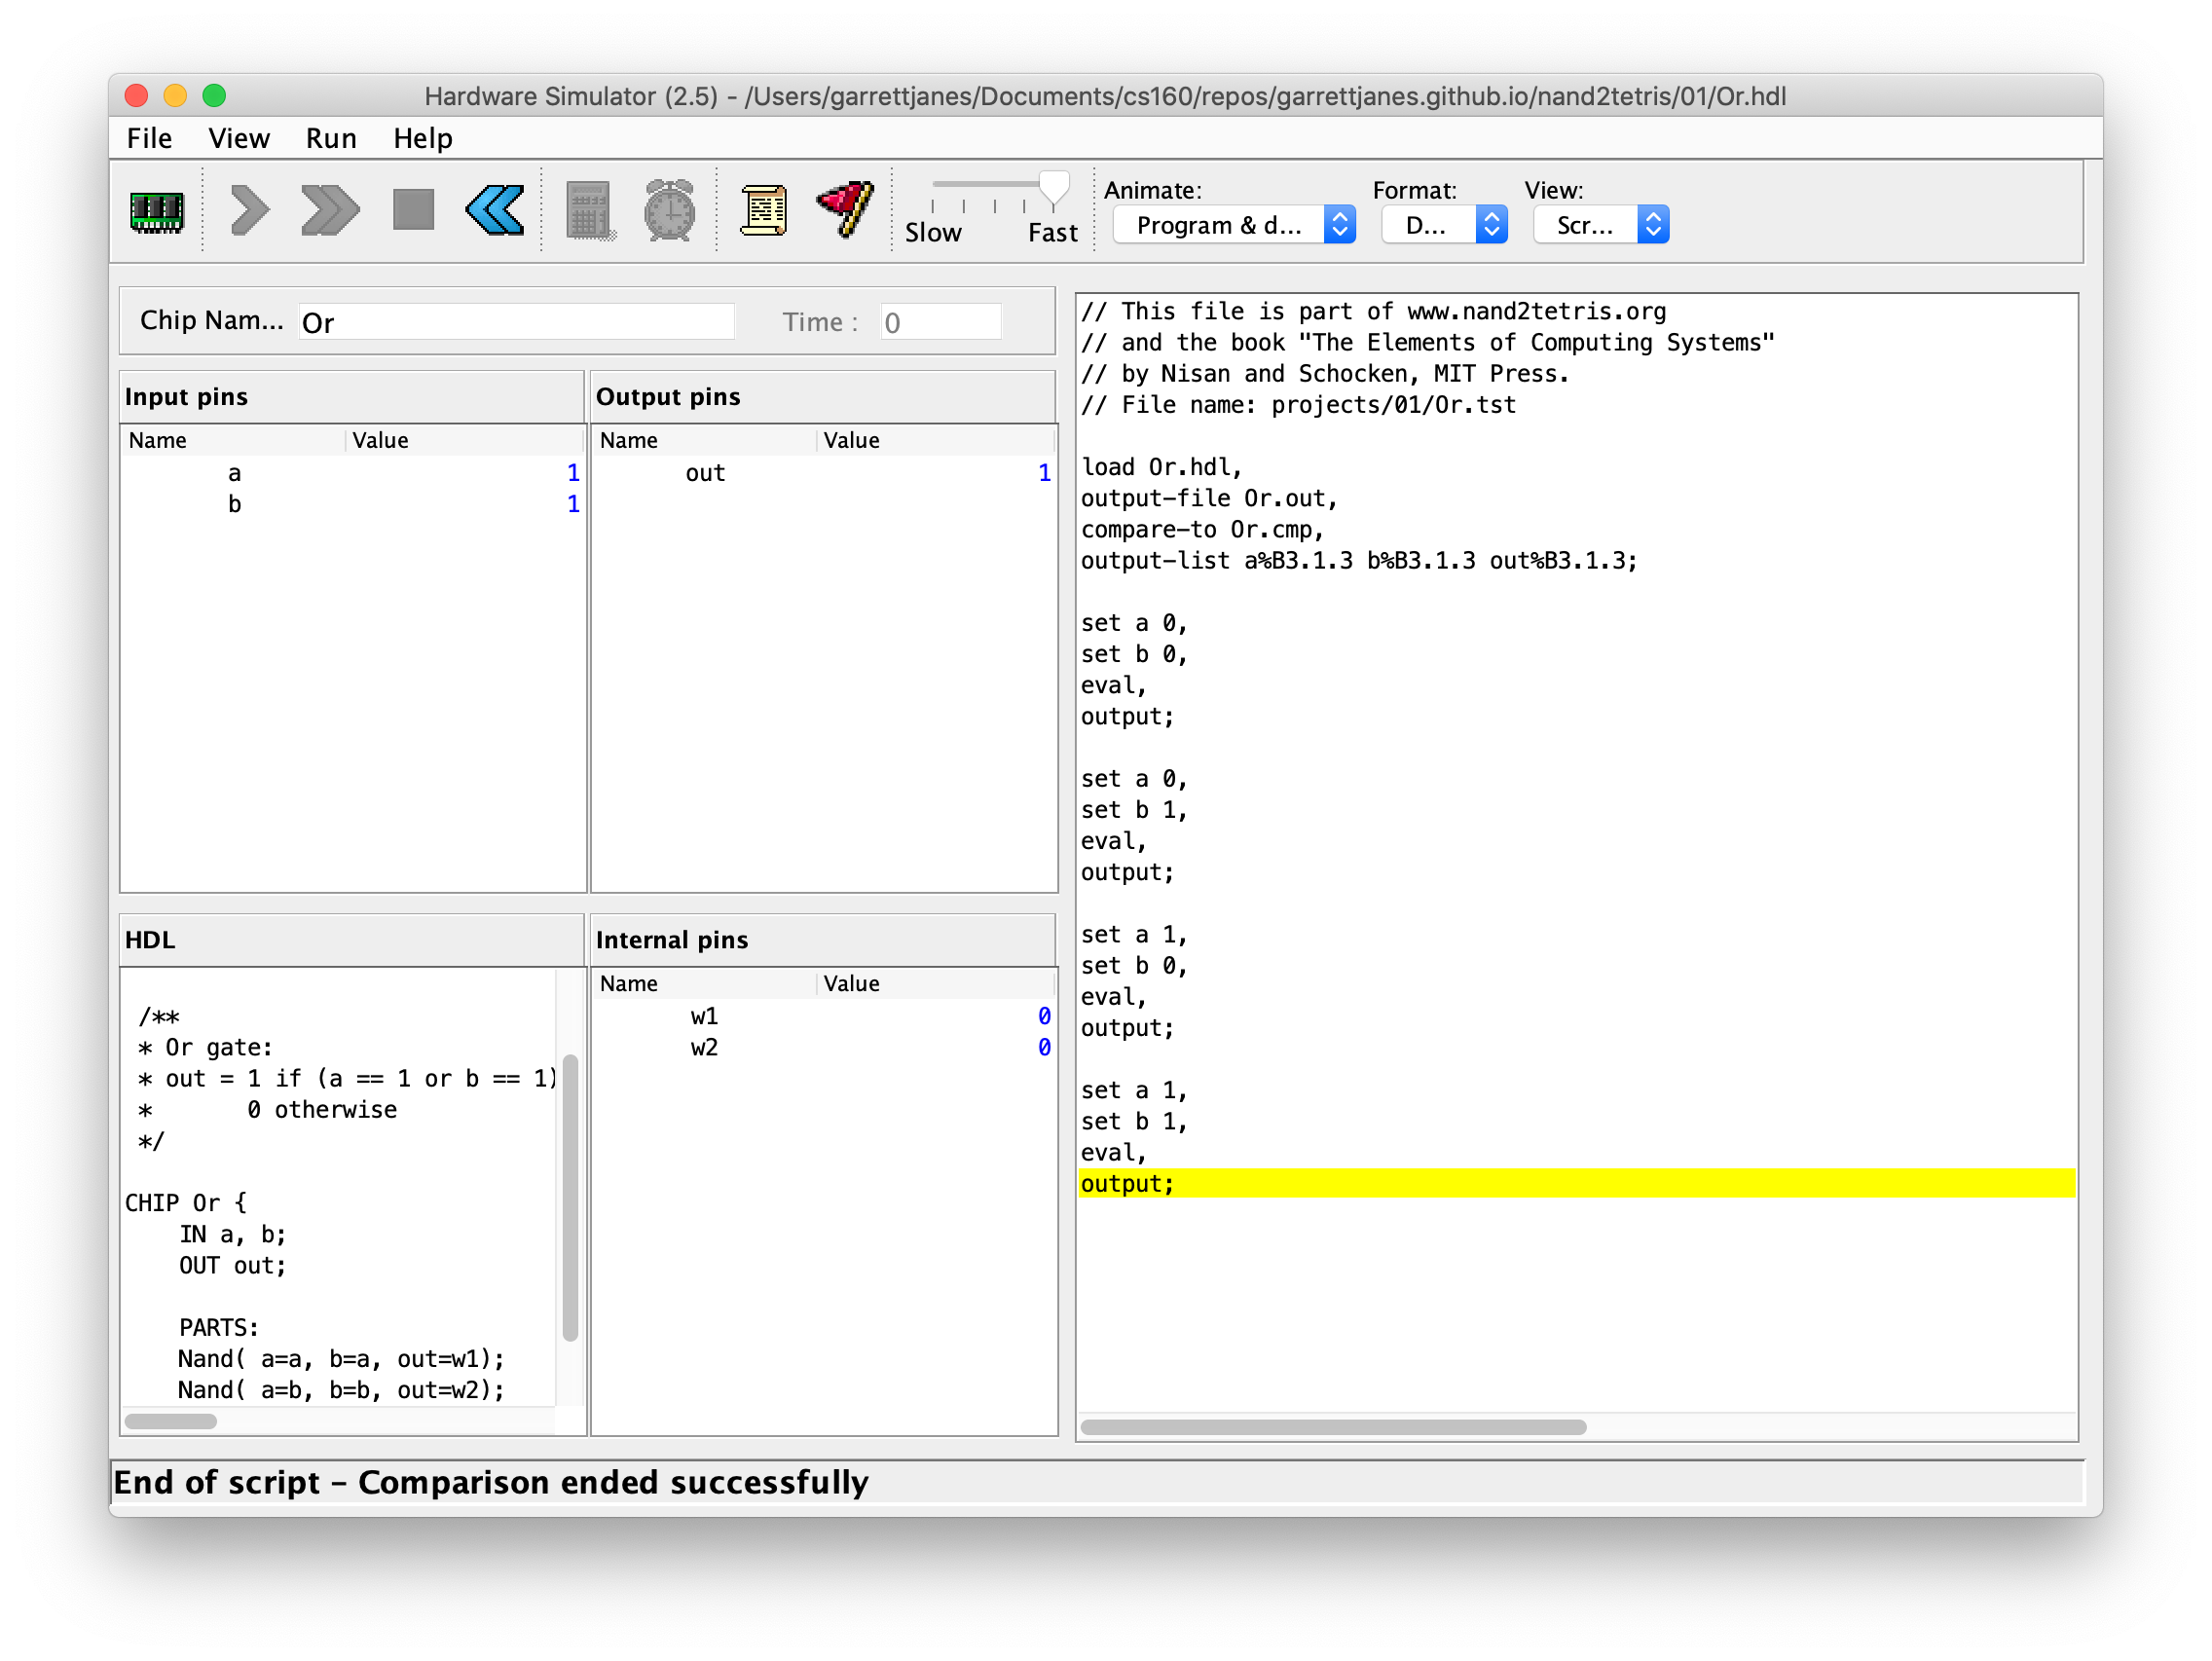 Hardware Simulator (2.5) - /Users/garrettjanes/Documents/cs160/repos/garrettjanes.github.io/nand2tetris/01/Or.hdl
File View Run Help
Slow Fast
Animate:
Program & d...
Format:
D...
View:
Scr...
Chip Nam... Or Time : 0
Input pins
Name Value
a 1
b 1
Output pins
Name Value
out 1
HDL
/**
* Or gate:
* out = 1 if (a == 1 or b == 1)
* 0 otherwise
*/
CHIP Or {
IN a, b;
OUT out;
PARTS:
Nand( a=a, b=a, out=w1);
Nand( a=b, b=b, out=w2);
Internal pins
Name Value
w1 0
w2 0
// This file is part of www.nand2tetris.org
// and the book "The Elements of Computing Systems"
// by Nisan and Schocken, MIT Press.
// File name: projects/01/Or.tst
load Or.hdl,
output-file Or.out,
compare-to Or.cmp,
output-list a%B3.1.3 b%B3.1.3 out%B3.1.3;
set a 0,
set b 0,
eval,
output;
set a 0,
set b 1,
eval,
output;
set a 1,
set b 0,
eval,
output;
set a 1,
set b 1,
eval,
output;
End of script - Comparison ended successfully